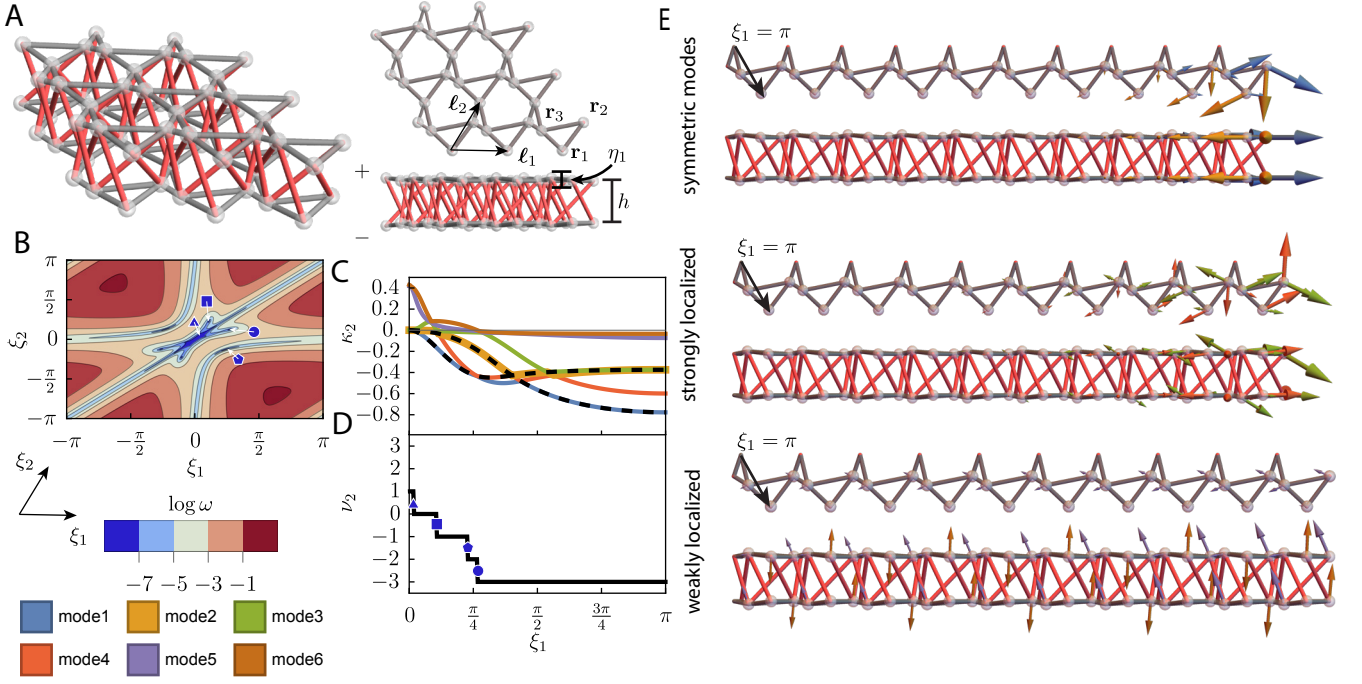 A
ℓ₂
r₃
r₂
ℓ₁
r₁
η₁
+
h
−
B
π
π/2
0
−π/2
−π
ξ₂
−π
−π/2
0
π/2
π
ξ₁
ξ₂
ξ₁
log ω
−7
−5
−3
−1
mode1
mode2
mode3
mode4
mode5
mode6
C
0.4
0.2
0.
−0.2
−0.4
−0.6
−0.8
κ₂
D
3
2
1
0
−1
−2
−3
ν₂
0
π/4
π/2
3π/4
π
ξ₁
E
symmetric modes
ξ₁ = π
strongly localized
ξ₁ = π
weakly localized
ξ₁ = π